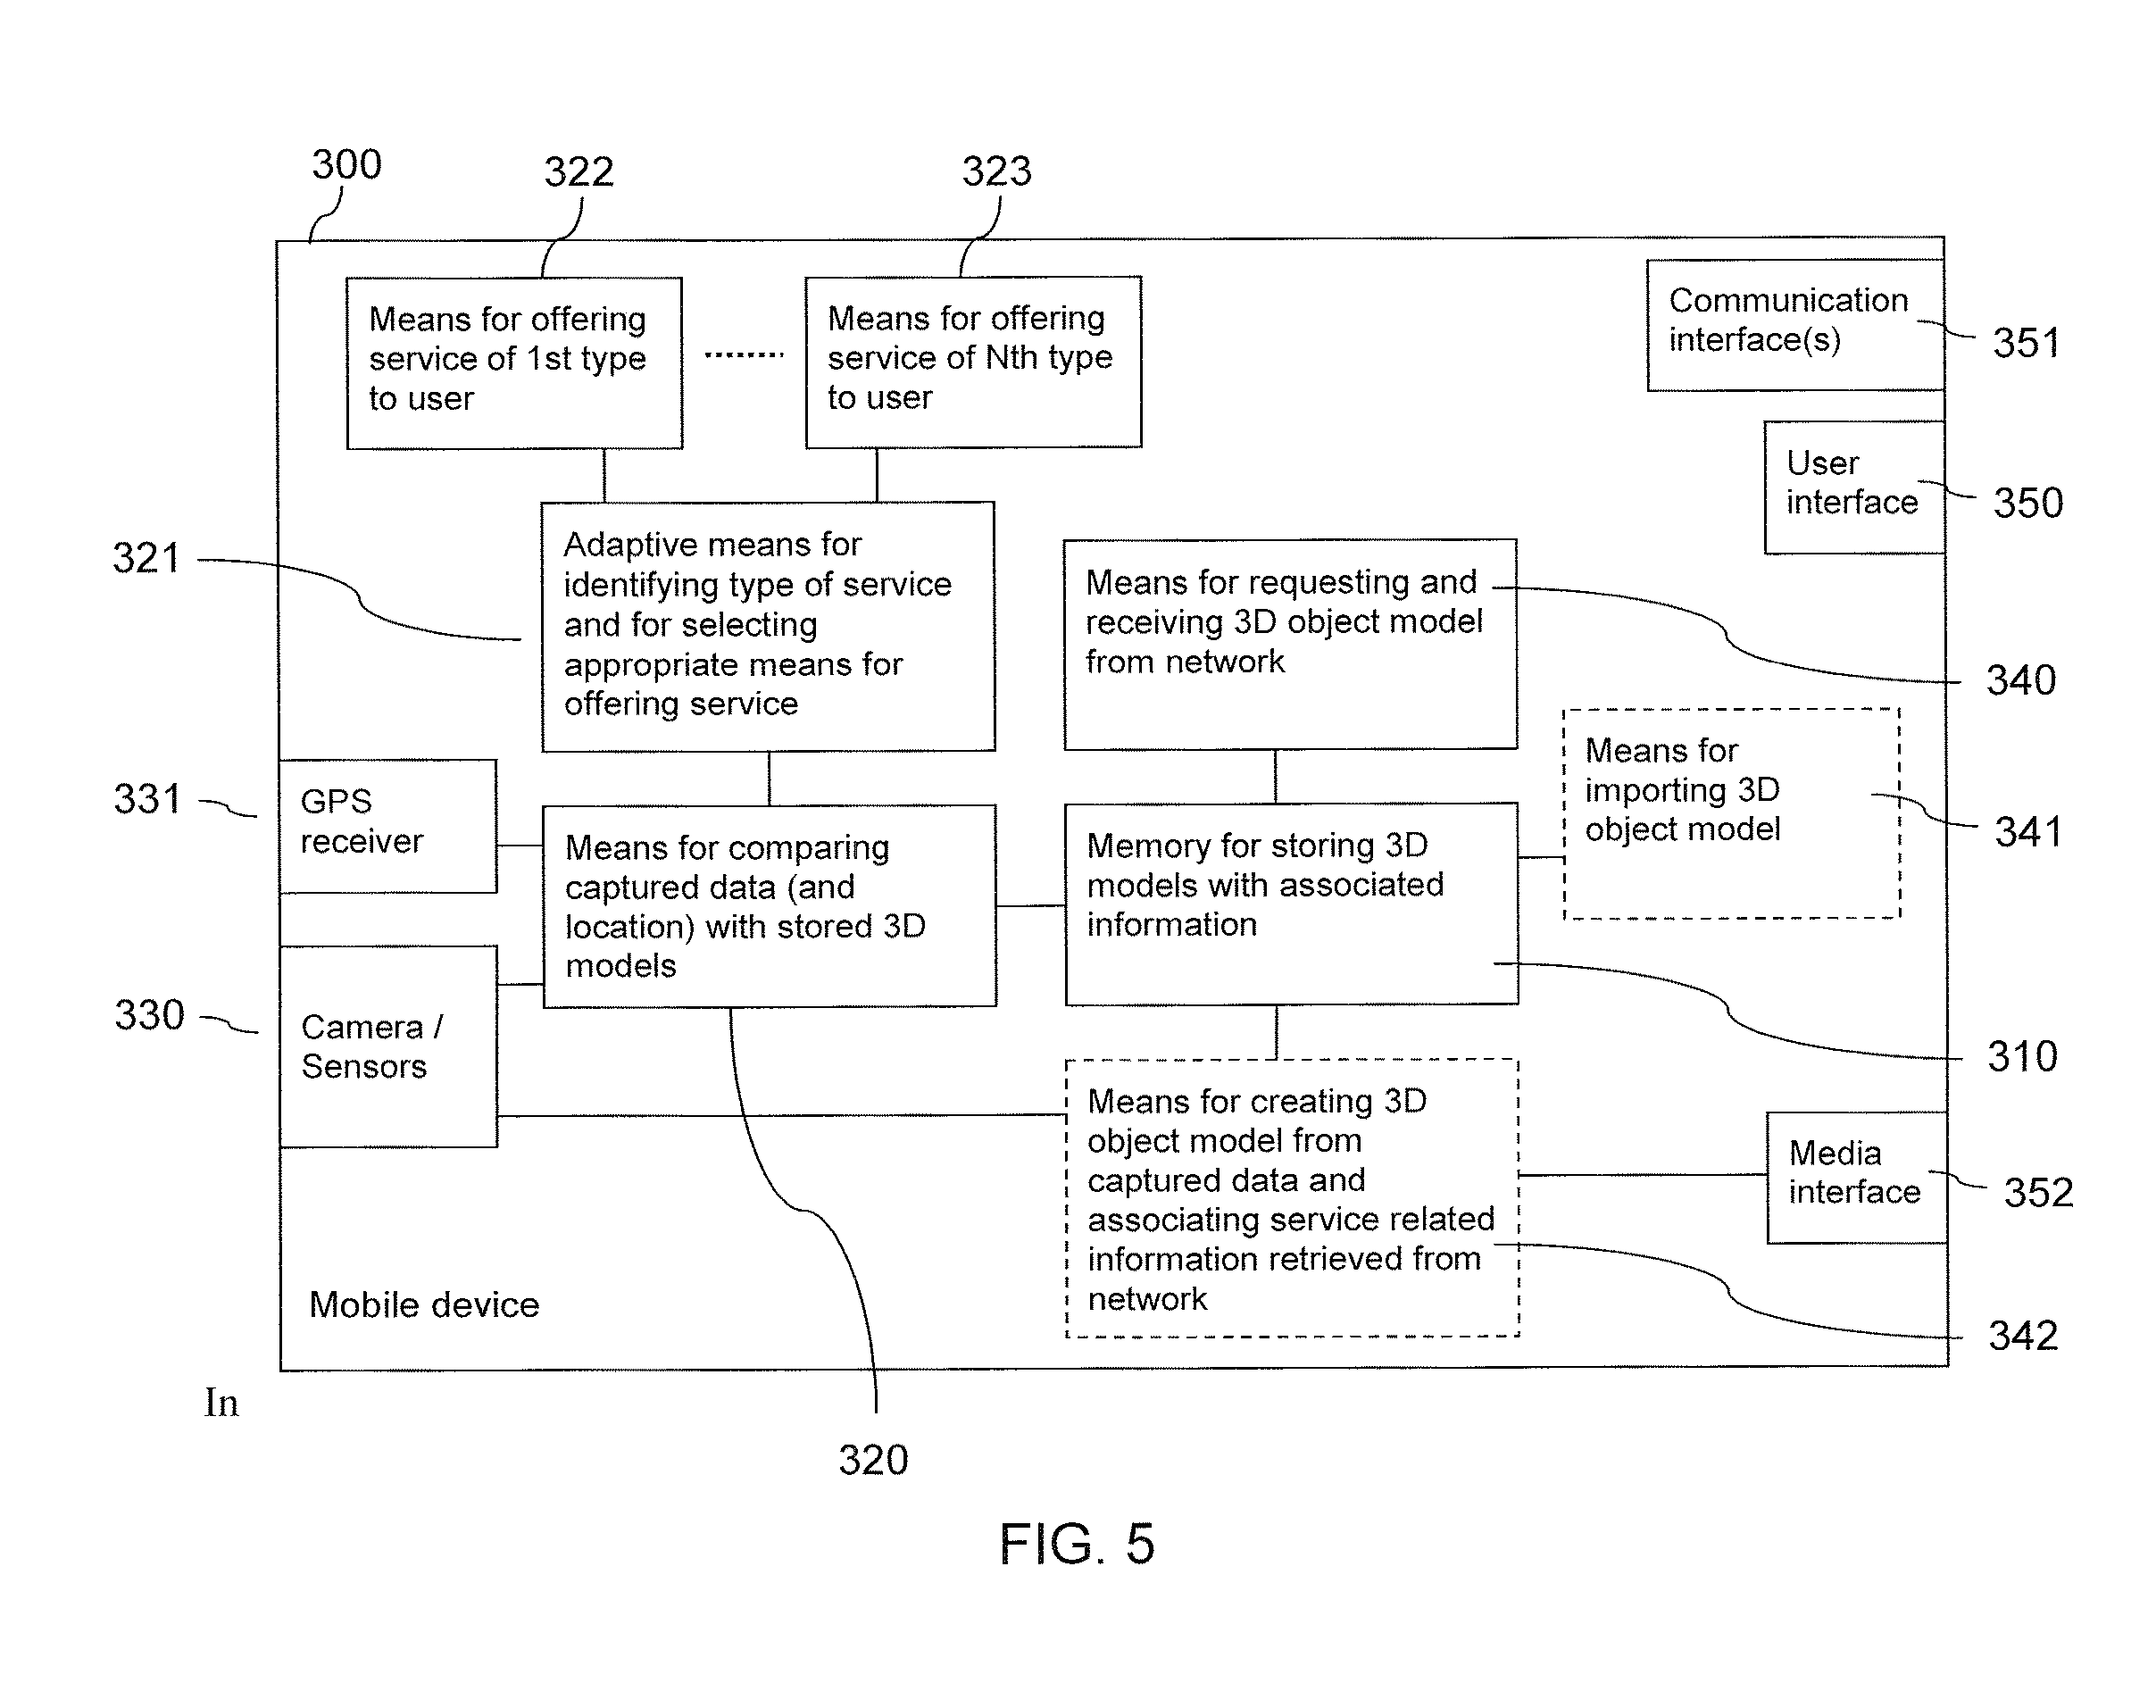 300
322
323
Means for offering
service of 1st type
to user
........
Means for offering
service of Nth type
to user
Communication
interface(s)
351
User
interface
350
321
Adaptive means for
identifying type of service
and for selecting
appropriate means for
offering service
Means for requesting and
receiving 3D object model
from network
340
Means for
importing 3D
object model
341
331
GPS
receiver
Means for comparing
captured data (and
location) with stored 3D
models
Memory for storing 3D
models with associated
information
310
330
Camera /
Sensors
Means for creating 3D
object model from
captured data and
associating service related
information retrieved from
network
Media
interface
352
342
Mobile device
In
320
FIG. 5